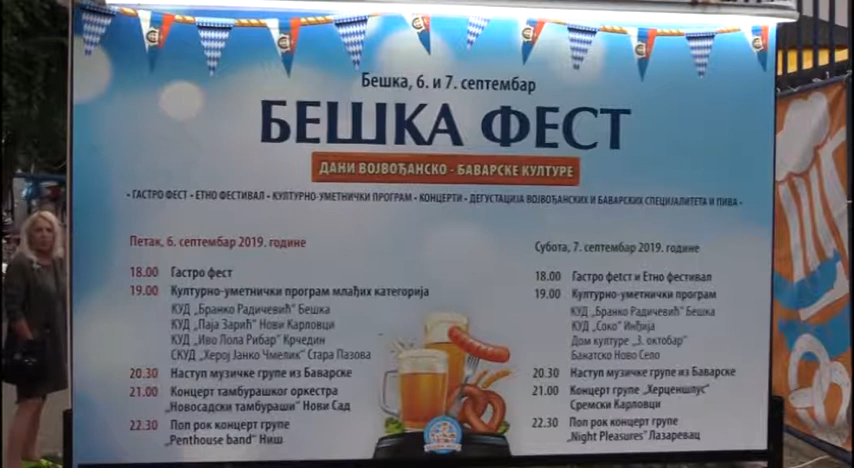 Бешка, 6. и 7. септембар
БЕШКА ФЕСТ
ДАНИ ВОЈВОЂАНСКО - БАВАРСКЕ КУЛТУРЕ
- ГАСТРО ФЕСТ - ЕТНО ФЕСТИВАЛ - КУЛТУРНО-УМЕТНИЧКИ ПРОГРАМ - КОНЦЕРТИ - ДЕГУСТАЦИЈА ВОЈВОЂАНСКИХ И БАВАРСКИХ СПЕЦИЈАЛИТЕТА И ПИВА -
Петак, 6. септембар 2019. године
18.00 Гастро фест
19.00 Културно-уметнички програм млађих категорија
КУД „Бранко Радичевић" Бешка
КУД „Паја Зарић" Нови Карловци
КУД „Иво Лола Рибар" Крчедин
СКУД „Херој Јанко Чмелик" Стара Пазова
20.30 Наступ музичке групе из Баварске
21.00 Концерт тамбурашког оркестра
„Новосадски тамбураши" Нови Сад
22.30 Поп рок концерт групе
„Penthouse band" Ниш
Субота, 7. септембар 2019. године
18.00 Гастро фетст и Етно фестивал
19.00 Културно-уметнички програм
КУД „Бранко Радичевић" Бешка
КУД „Соко" Инђија
Дом културе „3. октобар"
Банатско Ново Село
20.30 Наступ музичке групе из Баварске
21.00 Концерт групе „Херценшлус"
Сремски Карловци
22.30 Поп рок концерт групе
„Night Pleasures" Лазаревац